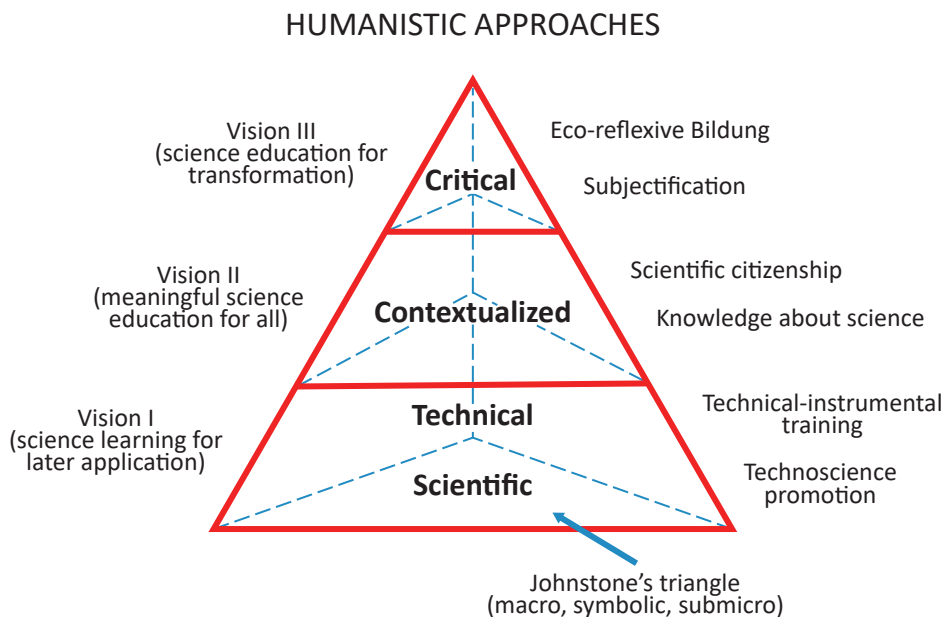 HUMANISTIC APPROACHES
Vision III
(science education for
transformation)
Critical
Eco-reflexive Bildung
Subjectification
Vision II
(meaningful science
education for all)
Contextualized
Scientific citizenship
Knowledge about science
Vision I
(science learning for
later application)
Technical
Scientific
Technical-instrumental
training
Technoscience
promotion
Johnstone's triangle
(macro, symbolic, submicro)